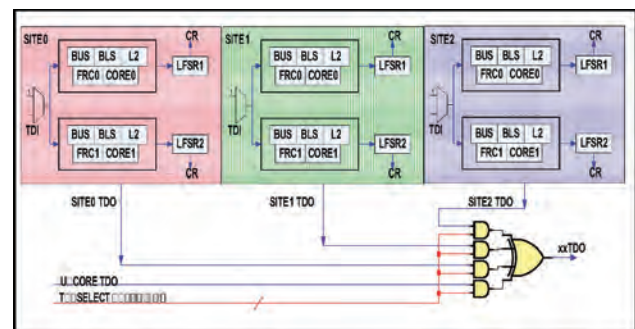 SITE0
CR
BUS BLS L2
FRC0 CORE0
LFSR1
TDI
BUS BLS L2
FRC1 CORE1
LFSR2
CR
SITE1
CR
BUS BLS L2
FRC0 CORE0
LFSR1
TDI
BUS BLS L2
FRC1 CORE1
LFSR2
CR
SITE2
CR
BUS BLS L2
FRC0 CORE0
LFSR1
TDI
BUS BLS L2
FRC1 CORE1
LFSR2
CR
SITE0 TDO
SITE1 TDO
SITE2 TDO
xxTDO
CORE TDO
SELECT